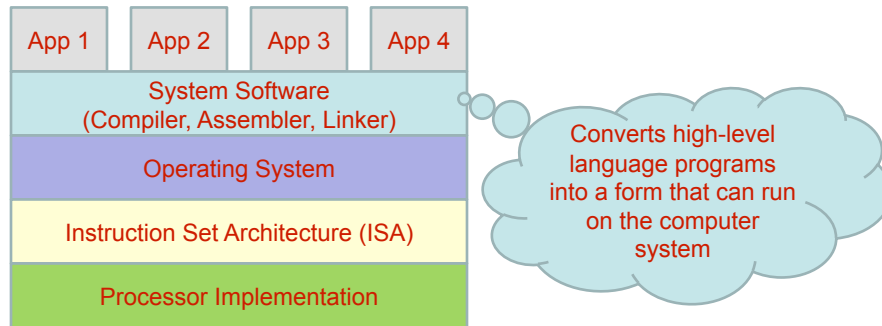 App 1
App 2
App 3
App 4
System Software
(Compiler, Assembler, Linker)
Operating System
Instruction Set Architecture (ISA)
Processor Implementation
Converts high-level
language programs
into a form that can run
on the computer
system